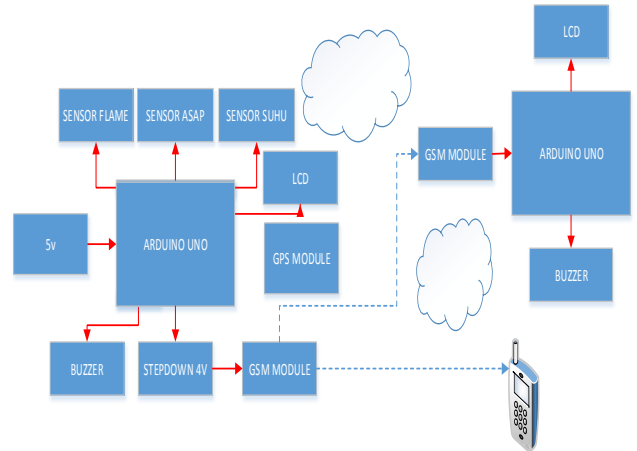 LCD
SENSOR FLAME
SENSOR ASAP
SENSOR SUHU
GSM MODULE
ARDUINO UNO
LCD
5v
ARDUINO UNO
GPS MODULE
BUZZER
BUZZER
STEPDOWN 4V
GSM MODULE